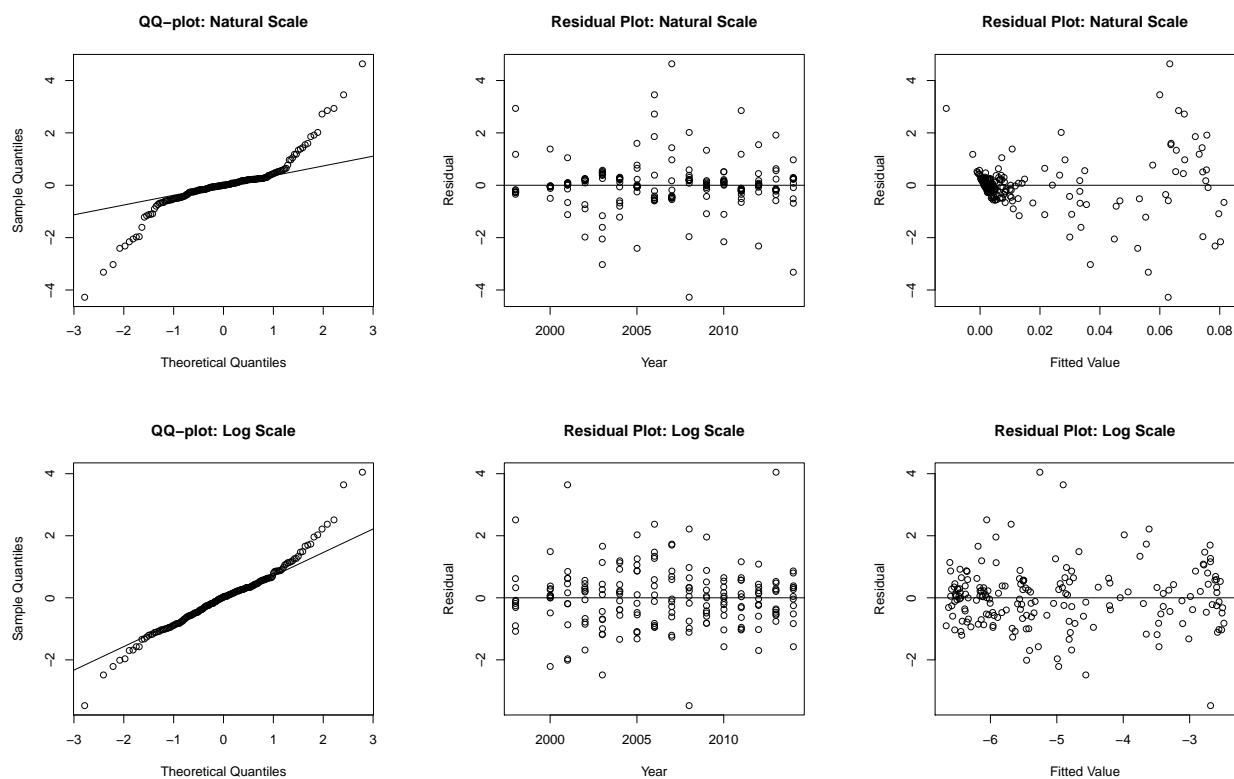 QQ−plot: Natural Scale
Sample Quantiles
4
2
0
−2
−4
−3 −2 −1 0 1 2 3
Theoretical Quantiles
Residual Plot: Natural Scale
Residual
4
2
0
−2
−4
2000 2005 2010
Year
Residual Plot: Natural Scale
Residual
4
2
0
−2
−4
0.00 0.02 0.04 0.06 0.08
Fitted Value
QQ−plot: Log Scale
Sample Quantiles
4
2
0
−2
−3 −2 −1 0 1 2 3
Theoretical Quantiles
Residual Plot: Log Scale
Residual
4
2
0
−2
2000 2005 2010
Year
Residual Plot: Log Scale
Residual
4
2
0
−2
−6 −5 −4 −3
Fitted Value